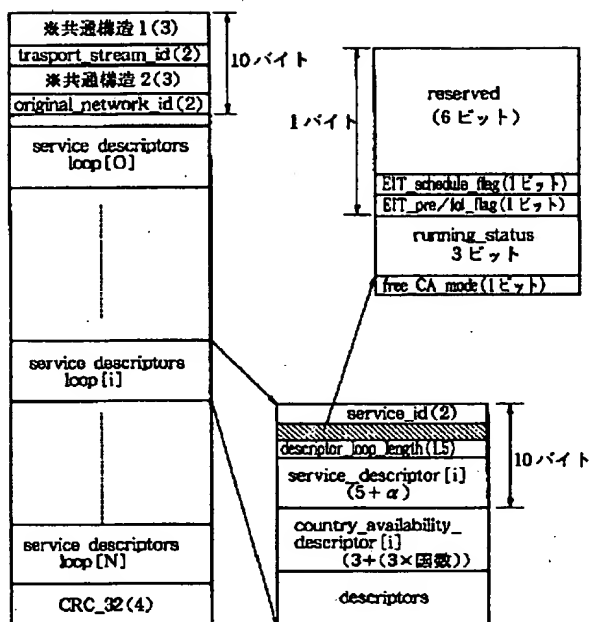 ※共通構造1(3)
trasport_stream_id(2)
※共通構造2(3)
original_network_id(2)
10バイト
service descriptors
loop[0]
service descriptors
loop[i]
service descriptors
loop[N]
CRC_32(4)
1バイト
reserved
(6ビット)
EIT_schedule_flag(1ビット)
EIT_pre/fol_flag(1ビット)
running_status
3ビット
free_CA_mode(1ビット)
service_id(2)
descriptor_loop_length(1.5)
service_descriptor[i]
(5+α)
10バイト
country_availability_
descriptor[i]
(3+(3×国数))
descriptors